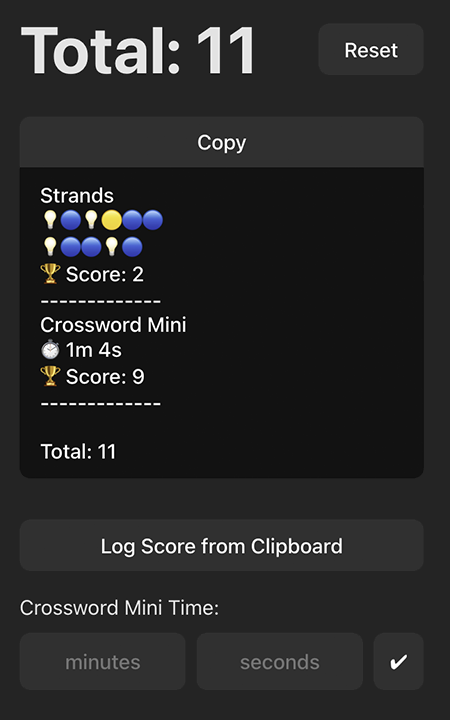 Total: 11
Reset
Copy
Strands
💡🔵💡🟡🔵🔵
💡🔵🔵💡🔵
🏆 Score: 2
-------------
Crossword Mini
⏱️ 1m 4s
🏆 Score: 9
-------------
Total: 11
Log Score from Clipboard
Crossword Mini Time:
minutes
seconds
✔